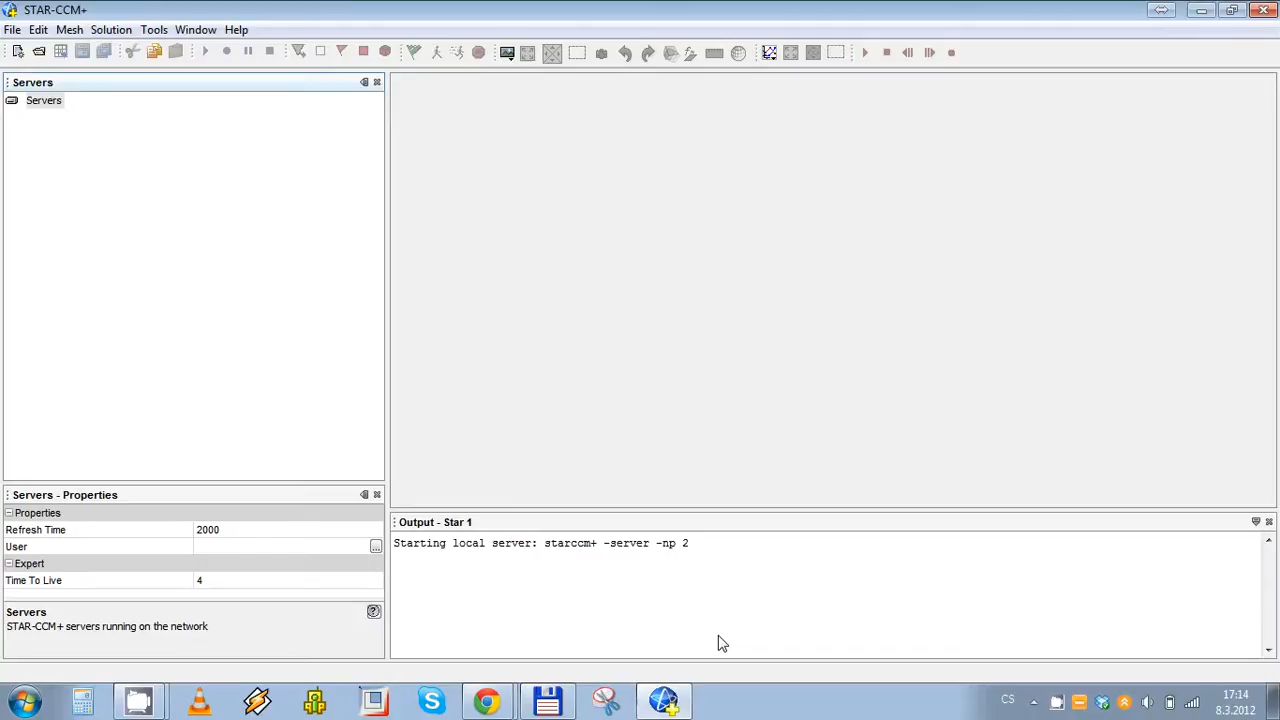 STAR-CCM+
File Edit Mesh Solution Tools Window Help
Servers
Servers
Servers - Properties
Properties
Refresh Time 2000
User ...
Expert
Time To Live 4
Servers
STAR-CCM+ servers running on the network
Output - Star 1
Starting local server: starccm+ -server -np 2
CS
17:14
8.3.2012